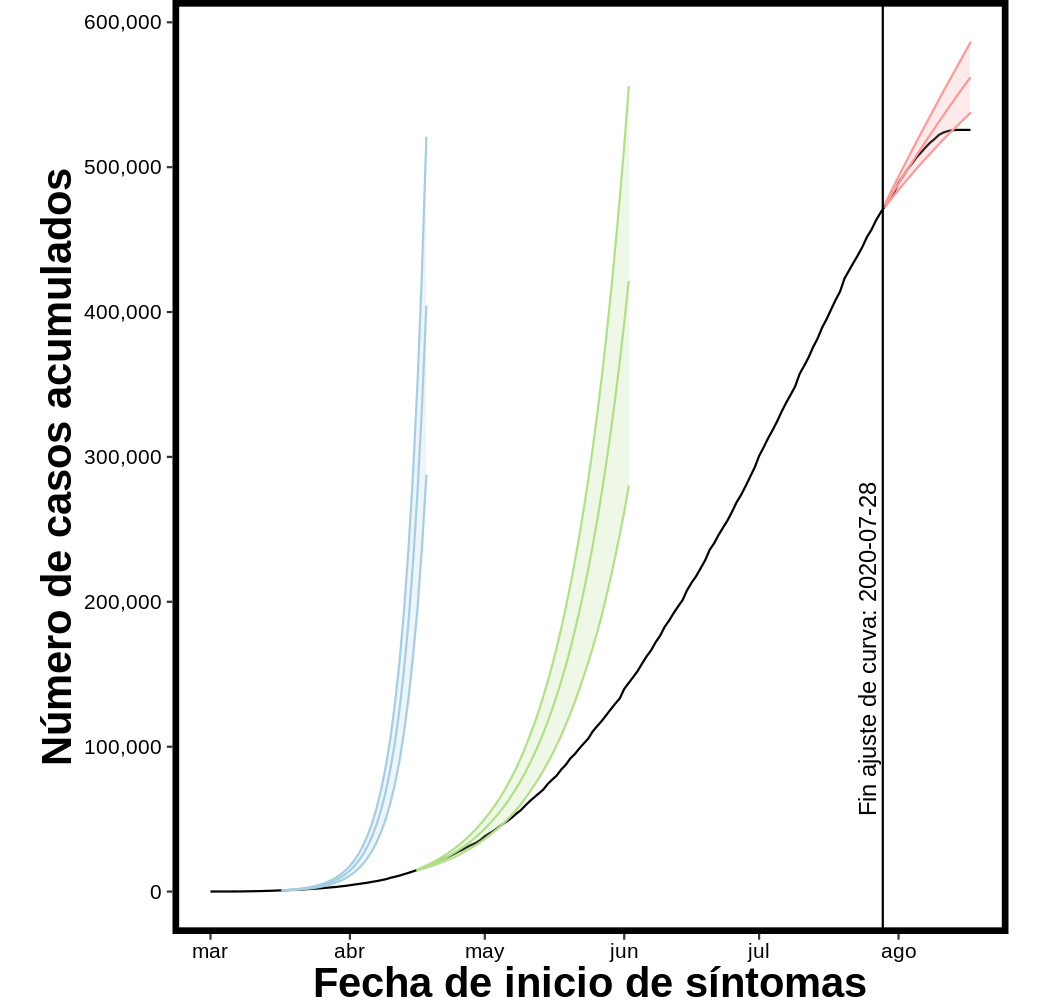 Número de casos acumulados
600,000
500,000
400,000
300,000
200,000
100,000
0
Fin ajuste de curva: 2020-07-28
mar abr may jun jul ago
Fecha de inicio de síntomas